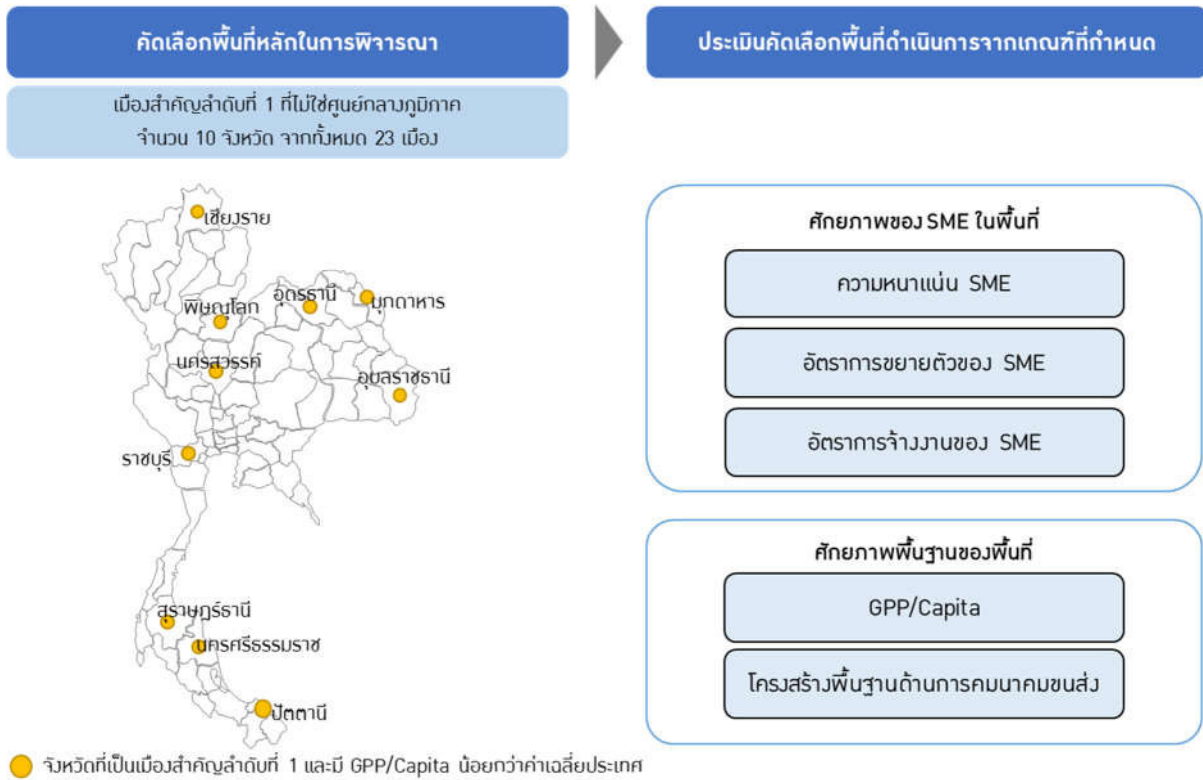 คัดเลือกพื้นที่หลักในการพิจารณา
ประเมินคัดเลือกพื้นที่ดำเนินการจากเกณฑ์ที่กำหนด
เมืองสำคัญลำดับที่ 1 ที่ไม่ใช่ศูนย์กลางภูมิภาค
จำนวน 10 จังหวัด จากทั้งหมด 23 เมือง
เชียงราย
อุดรธานี
มุกดาหาร
พิษณุโลก
นครสวรรค์
อุบลราชธานี
ราชบุรี
สุราษฎร์ธานี
นครศรีธรรมราช
ปัตตานี
จังหวัดที่เป็นเมืองสำคัญลำดับที่ 1 และมี GPP/Capita น้อยกว่าค่าเฉลี่ยประเทศ
ศักยภาพของ SME ในพื้นที่
ความหนาแน่น SME
อัตราการขยายตัวของ SME
อัตราการจ้างงานของ SME
ศักยภาพพื้นฐานของพื้นที่
GPP/Capita
โครงสร้างพื้นฐานด้านการคมนาคมขนส่ง